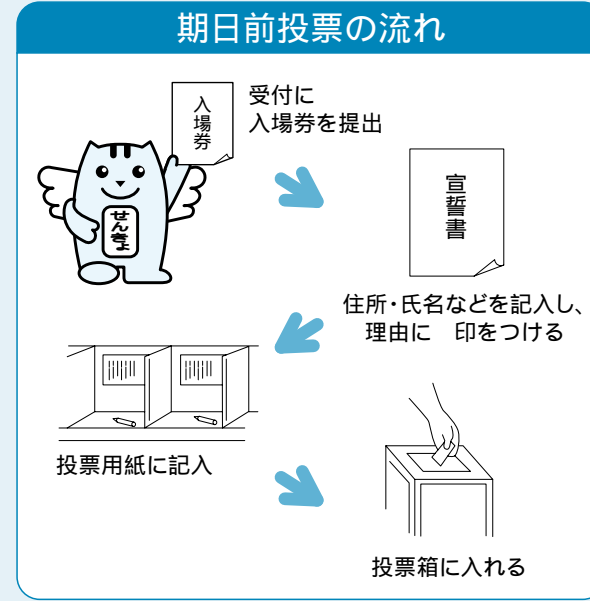 期日前投票の流れ
入場券
受付に
入場券を提出
せんきょ
宣誓書
住所・氏名などを記入し、
理由に　印をつける
投票用紙に記入
投票箱に入れる